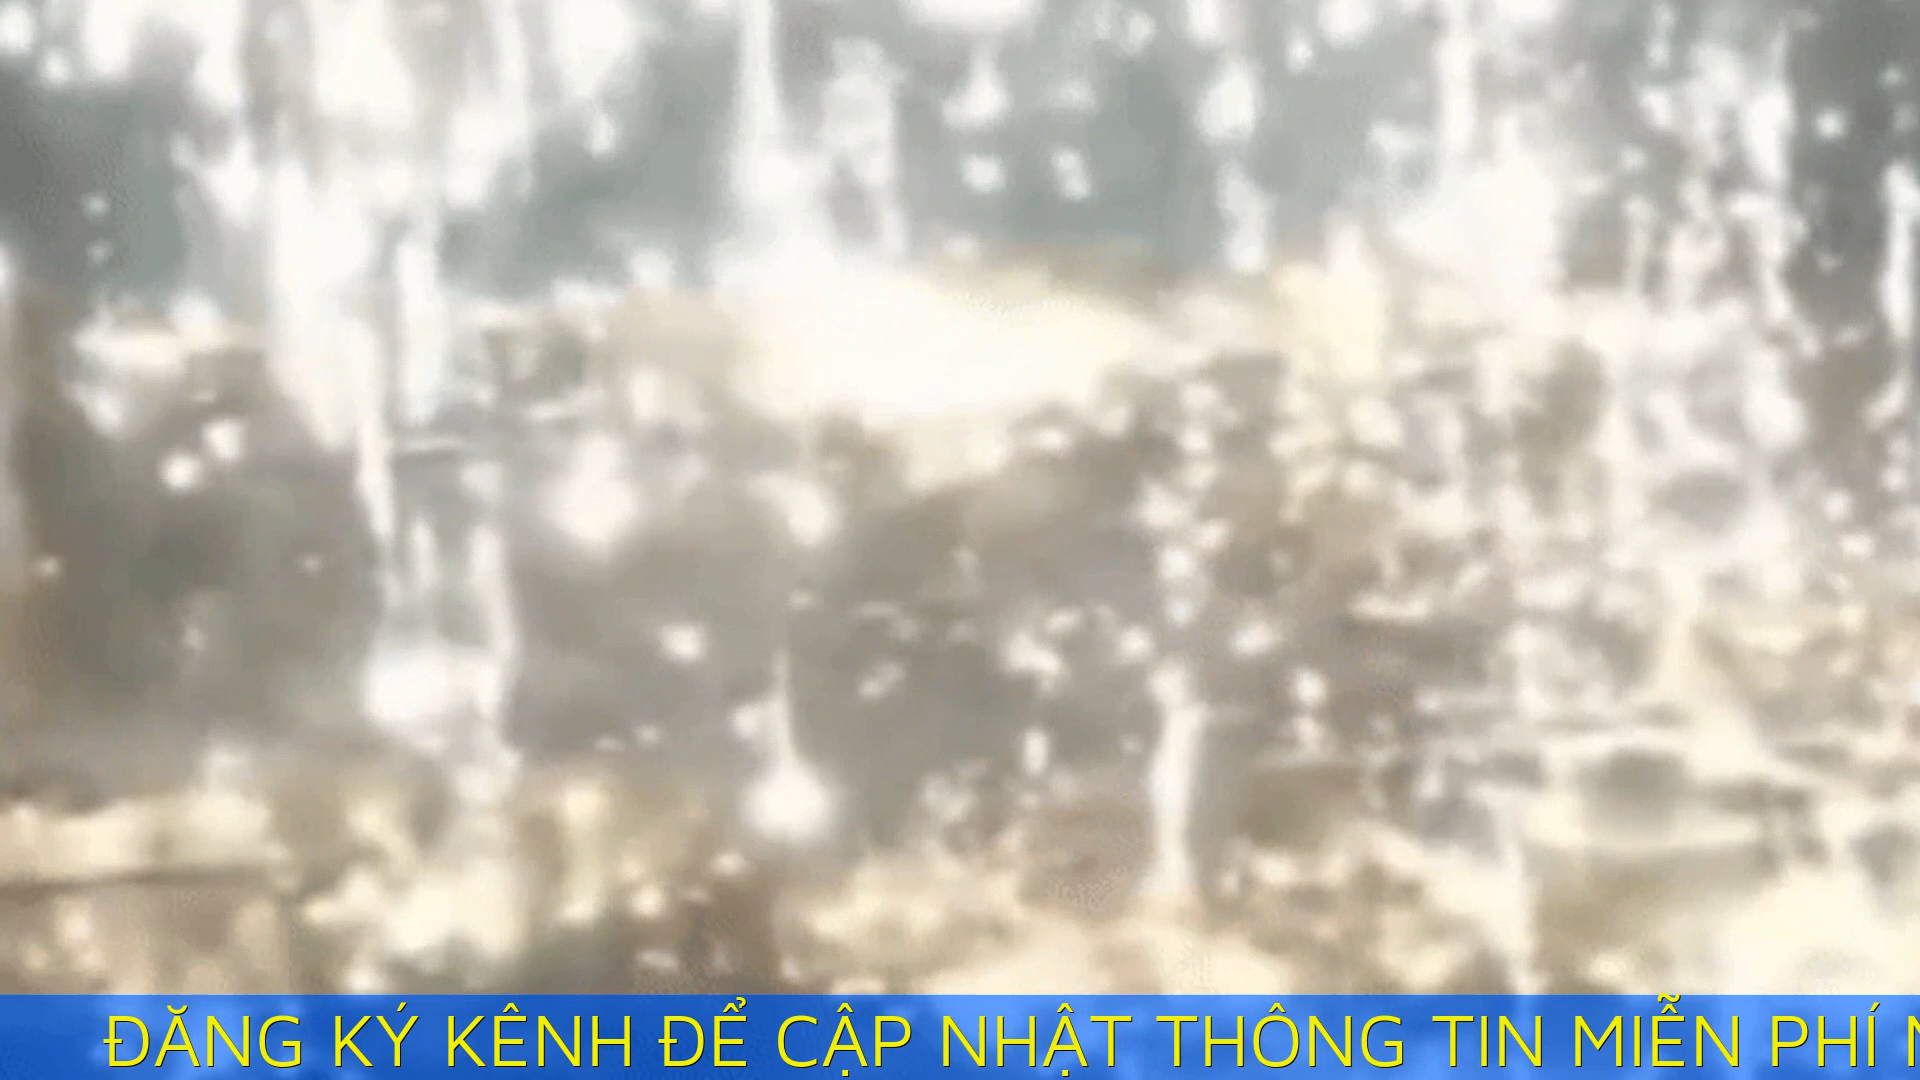 ĐĂNG KÝ KÊNH ĐỂ CẬP NHẬT THÔNG TIN MIỄN PHÍ